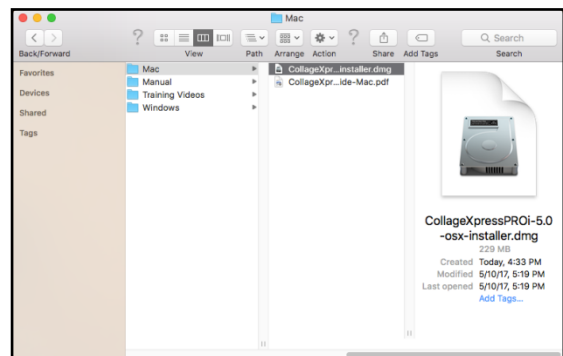 Mac
? ?
Back/Forward View Path Arrange Action Share Add Tags Search
Search
Favorites
Devices
Shared
Tags
Mac
Manual
Training Videos
Windows
CollageXpr...installer.dmg
CollageXpr...ide-Mac.pdf
CollageXpressPROi-5.0
-osx-installer.dmg
229 MB
Created Today, 4:33 PM
Modified 5/10/17, 5:19 PM
Last opened 5/10/17, 5:19 PM
Add Tags...